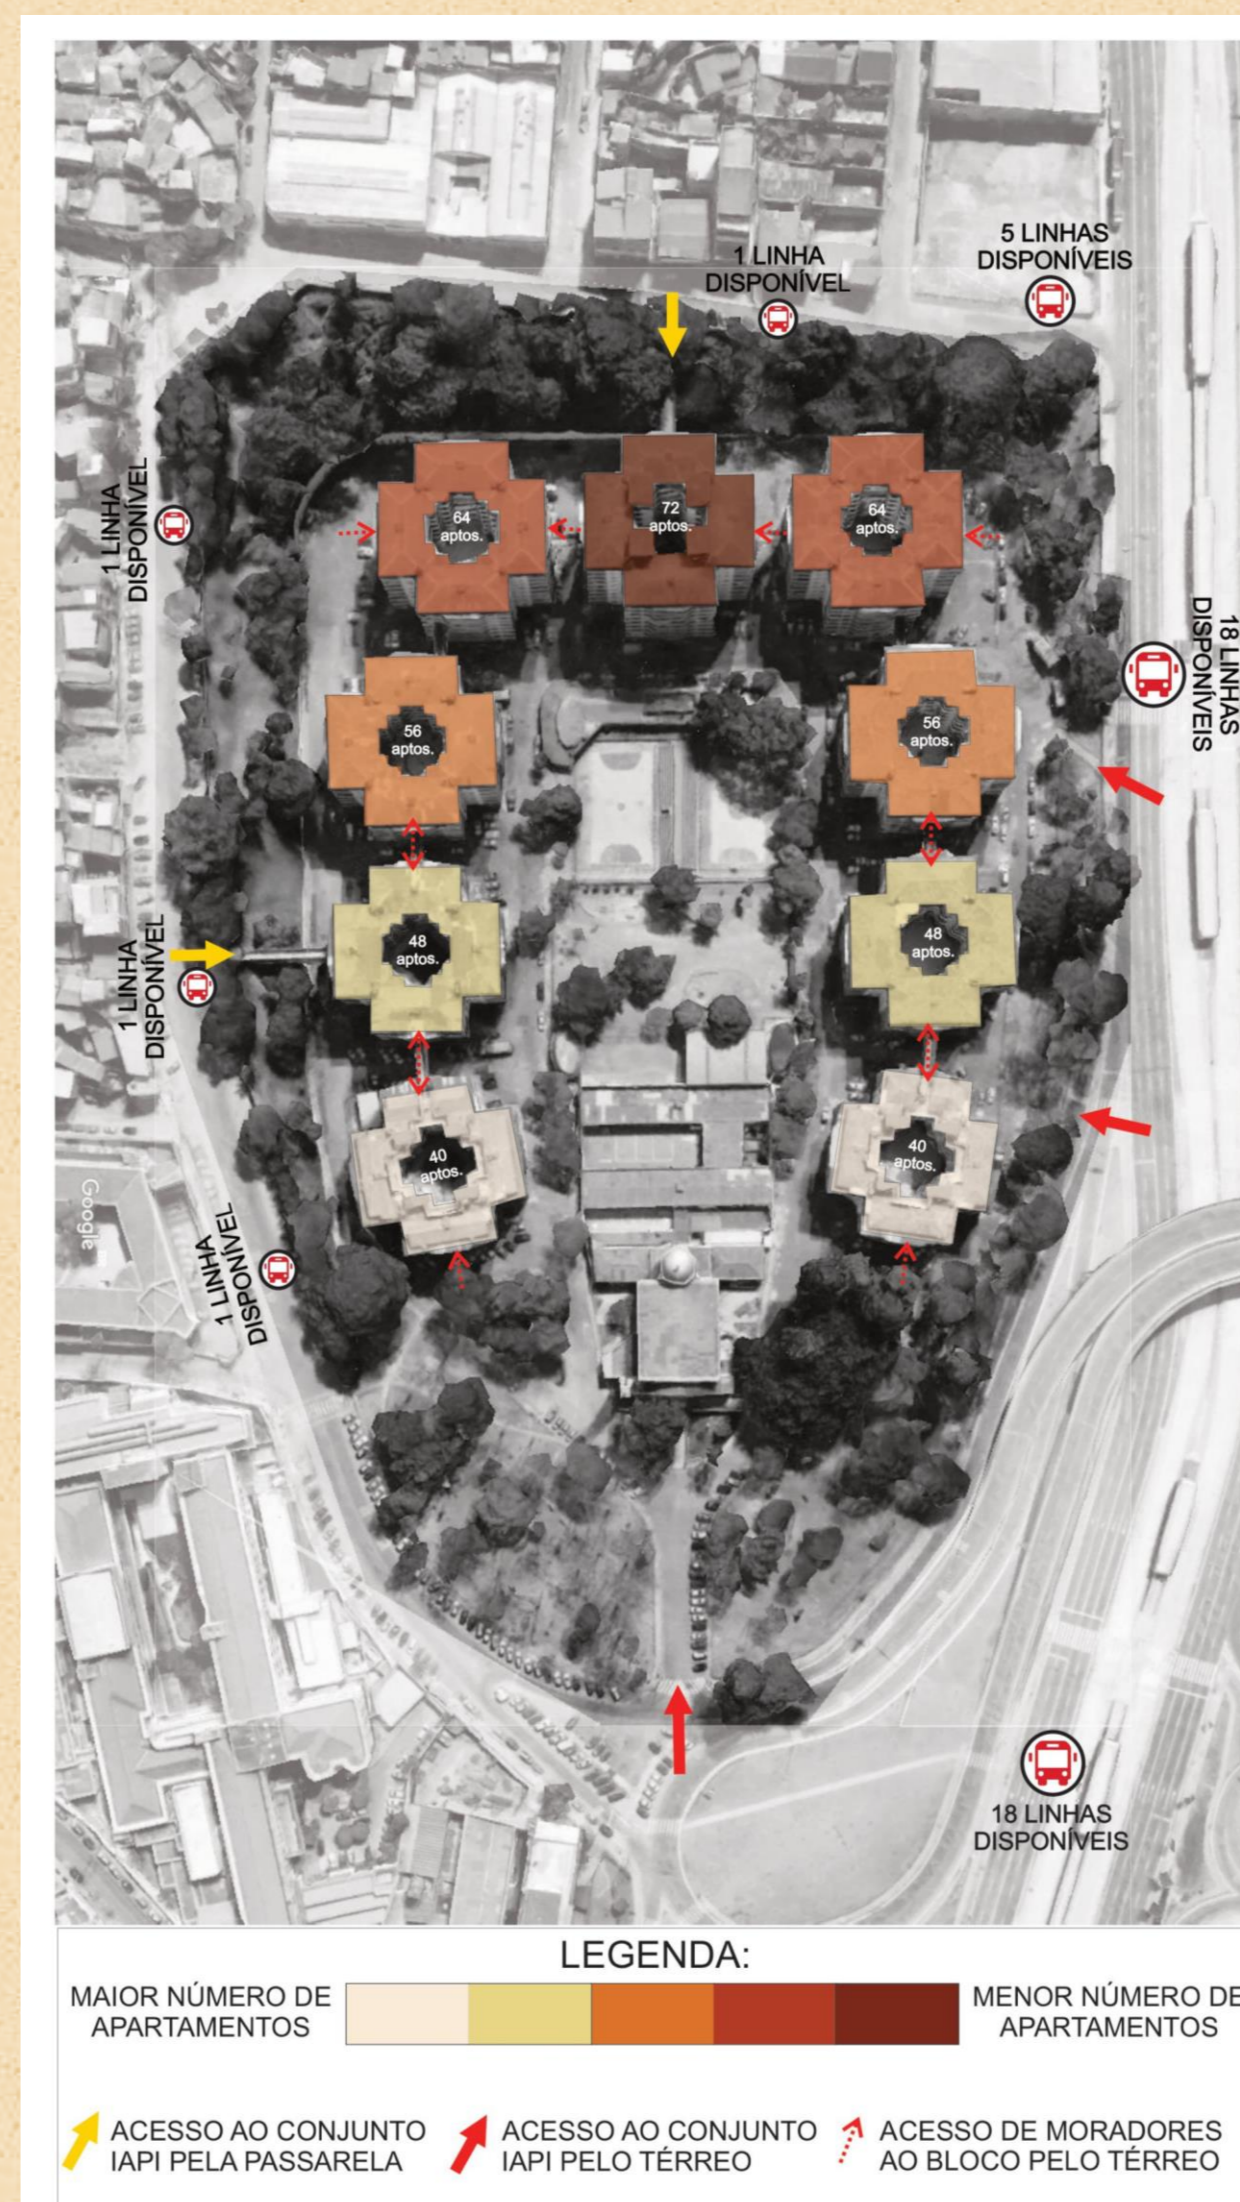 5 LINHAS
DISPONÍVEIS
1 LINHA
DISPONÍVEL
1 LINHA
DISPONÍVEL
64
aptos.
72
aptos.
64
aptos.
18 LINHAS
DISPONÍVEIS
56
aptos.
56
aptos.
48
aptos.
48
aptos.
1 LINHA
DISPONÍVEL
40
aptos.
40
aptos.
Google
1 LINHA
DISPONÍVEL
18 LINHAS
DISPONÍVEIS
LEGENDA:
MAIOR NÚMERO DE
APARTAMENTOS
MENOR NÚMERO DE
APARTAMENTOS
ACESSO AO CONJUNTO
IAPI PELA PASSARELA
ACESSO AO CONJUNTO
IAPI PELO TÉRREO
ACESSO DE MORADORES
AO BLOCO PELO TÉRREO